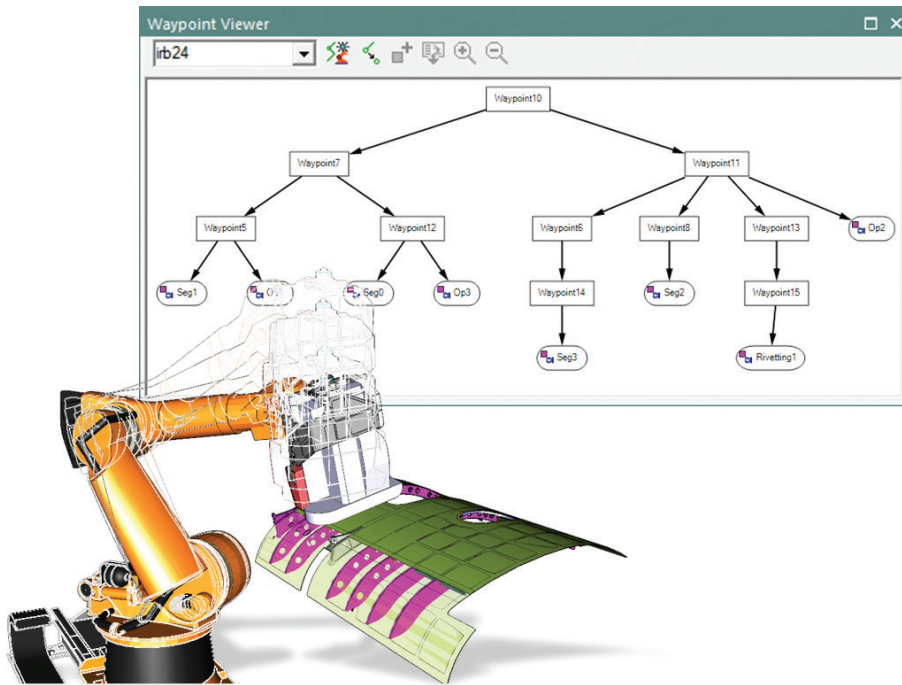 Waypoint Viewer
irb24
Waypoint10
Waypoint7
Waypoint11
Waypoint5
Waypoint12
Waypoint6
Waypoint8
Waypoint13
Op2
Seg1
Seg0
Op3
Waypoint14
Seg2
Waypoint15
Seg3
Rivetting1